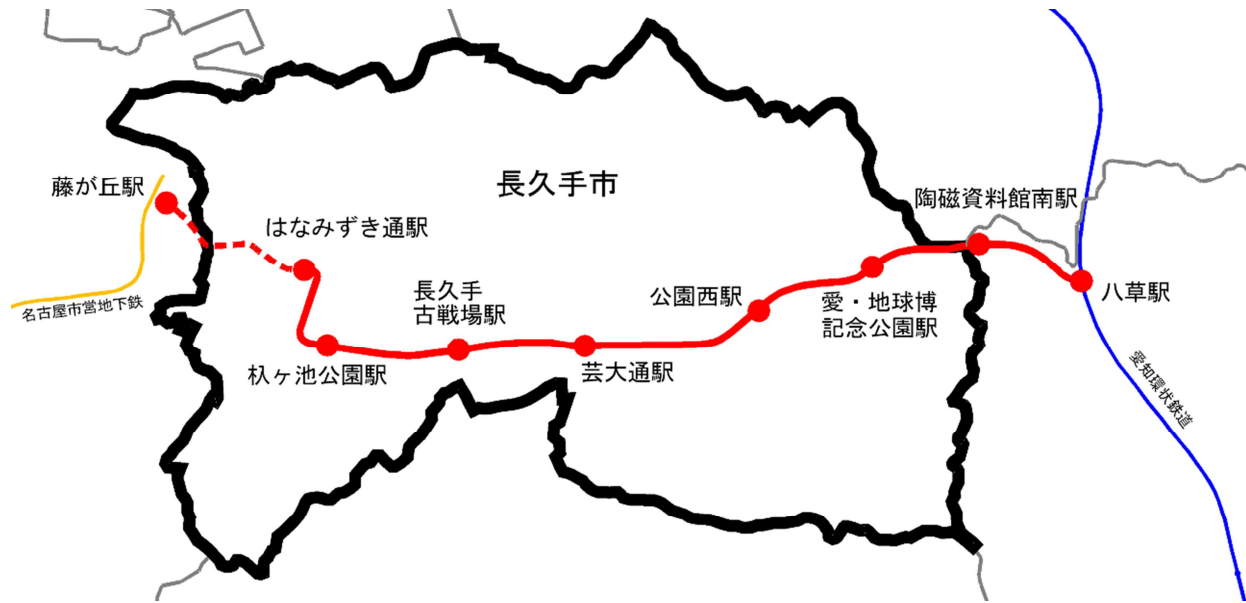 長久手市
藤が丘駅
陶磁資料館南駅
はなみずき通駅
長久手
古戦場駅
公園西駅
愛・地球博
記念公園駅
八草駅
名古屋市営地下鉄
杁ヶ池公園駅
芸大通駅
愛知環状鉄道